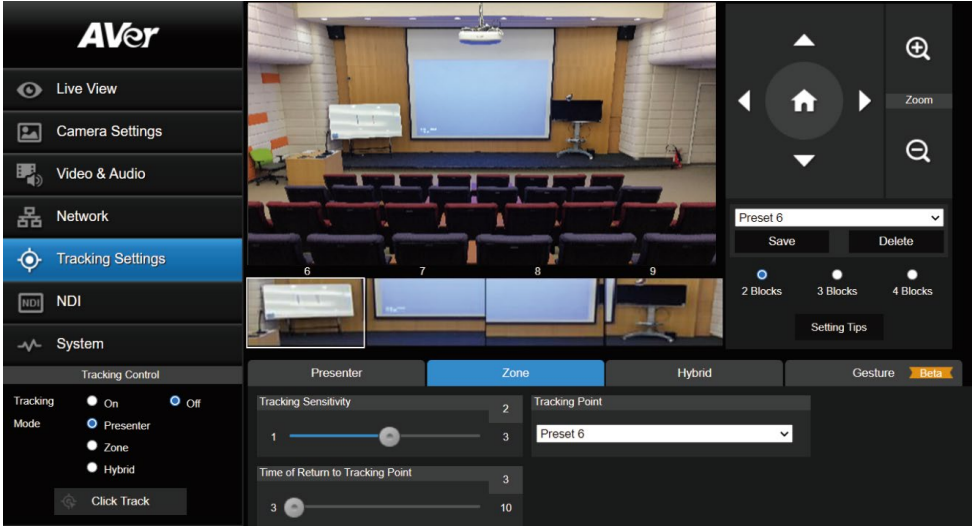 AVer
Live View
Camera Settings
Video & Audio
Network
Tracking Settings
NDI NDI
System
Tracking Control
Tracking On Off
Mode Presenter
Zone
Hybrid
Click Track
6 7 8 9
Zoom
Preset 6
Save Delete
2 Blocks 3 Blocks 4 Blocks
Setting Tips
Presenter Zone Hybrid Gesture Beta
Tracking Sensitivity 2
1 3
Tracking Point
Preset 6
Time of Return to Tracking Point 3
3 10